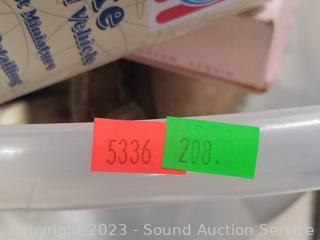 Vehicle
Miniature
5336
208.
Copyright 2023 - Sound Auction Service